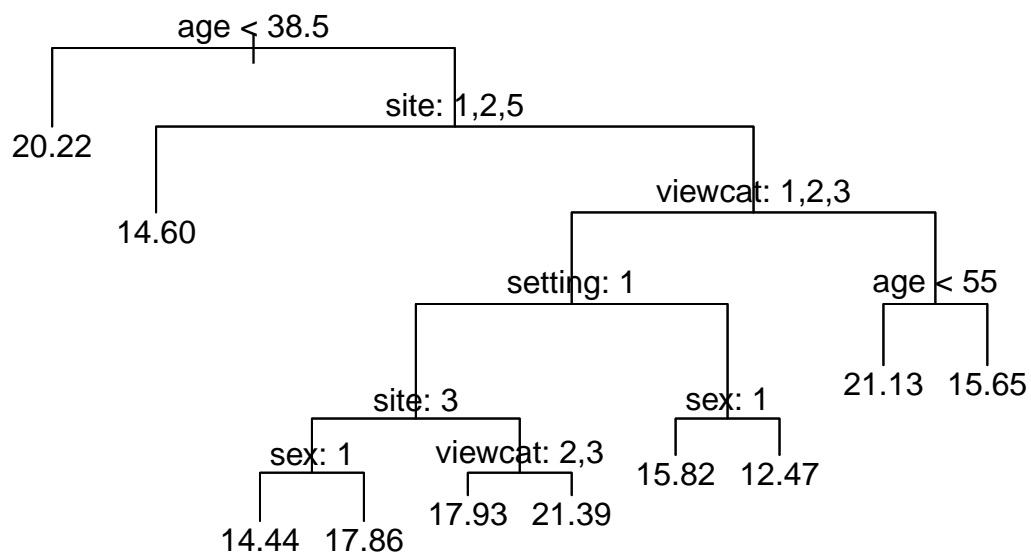 age < 38.5
site: 1,2,5
20.22
viewcat: 1,2,3
14.60
setting: 1
age < 55
21.13 15.65
site: 3
sex: 1
sex: 1
viewcat: 2,3
15.82 12.47
17.93 21.39
14.44 17.86